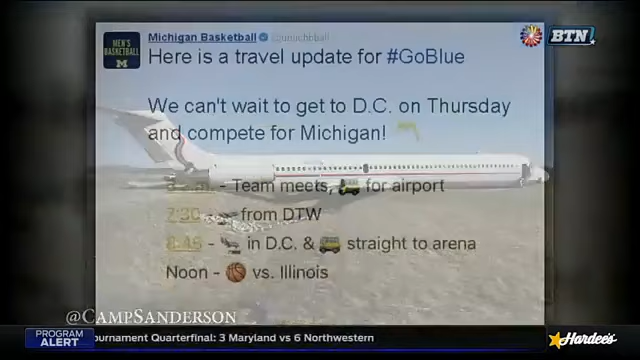 MEN'S
BASKETBALL
M
Michigan Basketball @umichbball
BTN
Here is a travel update for #GoBlue
We can't wait to get to D.C. on Thursday
and compete for Michigan!
- Team meets, for airport
7:30 - from DTW
8:45 - in D.C. & straight to arena
Noon - vs. Illinois
@CAMPSANDERSON
PROGRAM
ALERT
ournament Quarterfinal: 3 Maryland vs 6 Northwestern
Hardee's